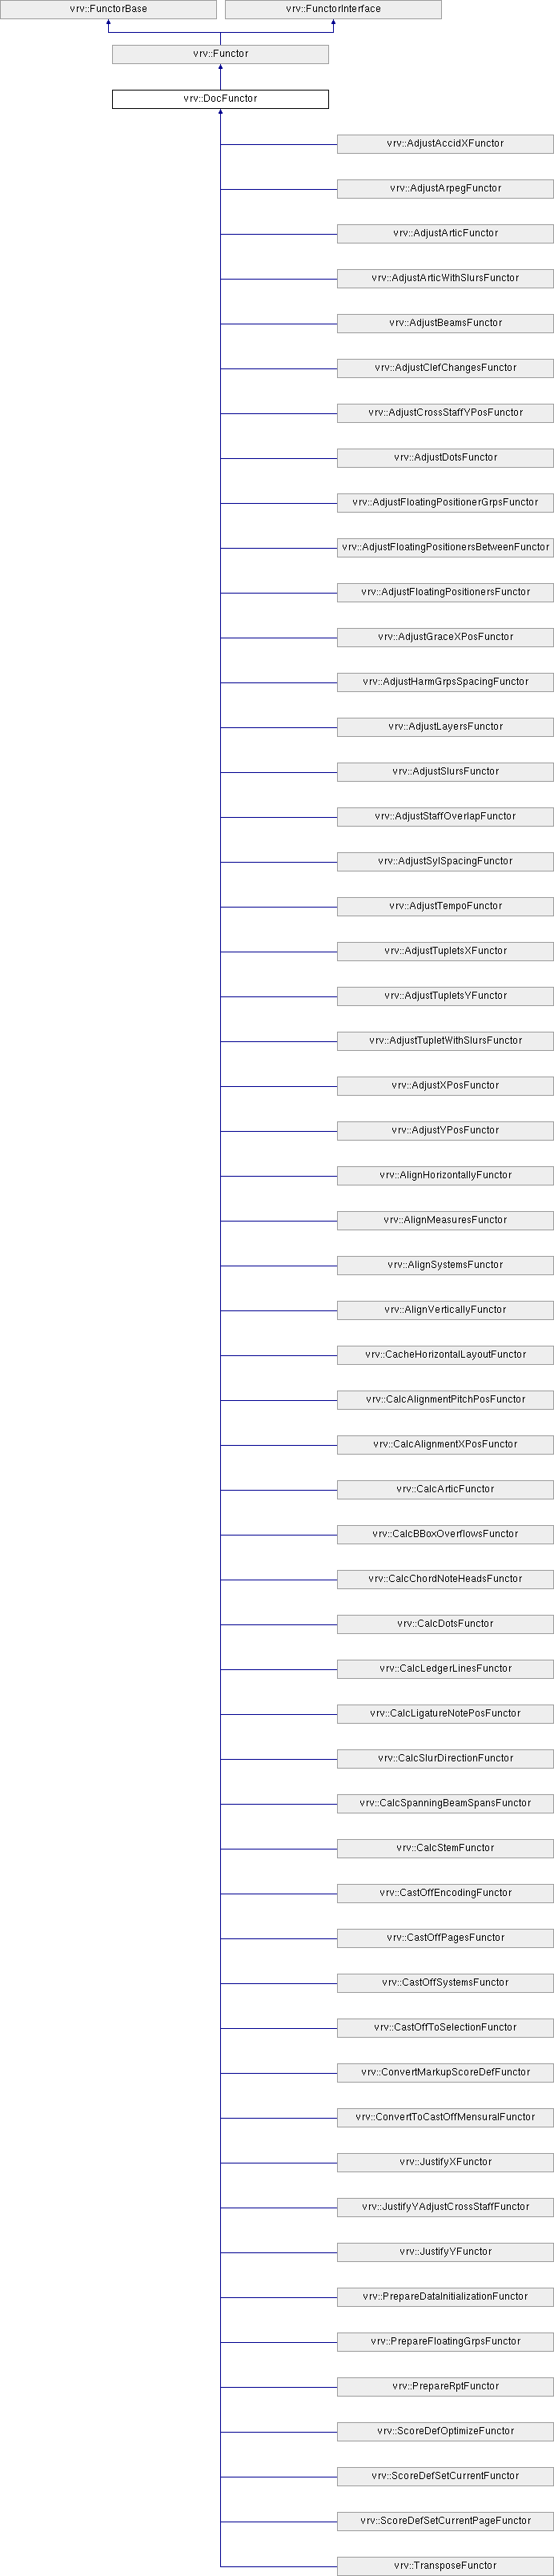 vrv::FunctorBase
vrv::FunctorInterface
vrv::Functor
vrv::DocFunctor
vrv::AdjustAccidXFunctor
vrv::AdjustArpegFunctor
vrv::AdjustArticFunctor
vrv::AdjustArticWithSlursFunctor
vrv::AdjustBeamsFunctor
vrv::AdjustClefChangesFunctor
vrv::AdjustCrossStaffYPosFunctor
vrv::AdjustDotsFunctor
vrv::AdjustFloatingPositionerGrpsFunctor
vrv::AdjustFloatingPositionersBetweenFunctor
vrv::AdjustFloatingPositionersFunctor
vrv::AdjustGraceXPosFunctor
vrv::AdjustHarmGrpsSpacingFunctor
vrv::AdjustLayersFunctor
vrv::AdjustSlursFunctor
vrv::AdjustStaffOverlapFunctor
vrv::AdjustSylSpacingFunctor
vrv::AdjustTempoFunctor
vrv::AdjustTupletsXFunctor
vrv::AdjustTupletsYFunctor
vrv::AdjustTupletWithSlursFunctor
vrv::AdjustXPosFunctor
vrv::AdjustYPosFunctor
vrv::AlignHorizontallyFunctor
vrv::AlignMeasuresFunctor
vrv::AlignSystemsFunctor
vrv::AlignVerticallyFunctor
vrv::CacheHorizontalLayoutFunctor
vrv::CalcAlignmentPitchPosFunctor
vrv::CalcAlignmentXPosFunctor
vrv::CalcArticFunctor
vrv::CalcBBoxOverflowsFunctor
vrv::CalcChordNoteHeadsFunctor
vrv::CalcDotsFunctor
vrv::CalcLedgerLinesFunctor
vrv::CalcLigatureNotePosFunctor
vrv::CalcSlurDirectionFunctor
vrv::CalcSpanningBeamSpansFunctor
vrv::CalcStemFunctor
vrv::CastOffEncodingFunctor
vrv::CastOffPagesFunctor
vrv::CastOffSystemsFunctor
vrv::CastOffToSelectionFunctor
vrv::ConvertMarkupScoreDefFunctor
vrv::ConvertToCastOffMensuralFunctor
vrv::JustifyXFunctor
vrv::JustifyYAdjustCrossStaffFunctor
vrv::JustifyYFunctor
vrv::PrepareDataInitializationFunctor
vrv::PrepareFloatingGrpsFunctor
vrv::PrepareRptFunctor
vrv::ScoreDefOptimizeFunctor
vrv::ScoreDefSetCurrentFunctor
vrv::ScoreDefSetCurrentPageFunctor
vrv::TransposeFunctor